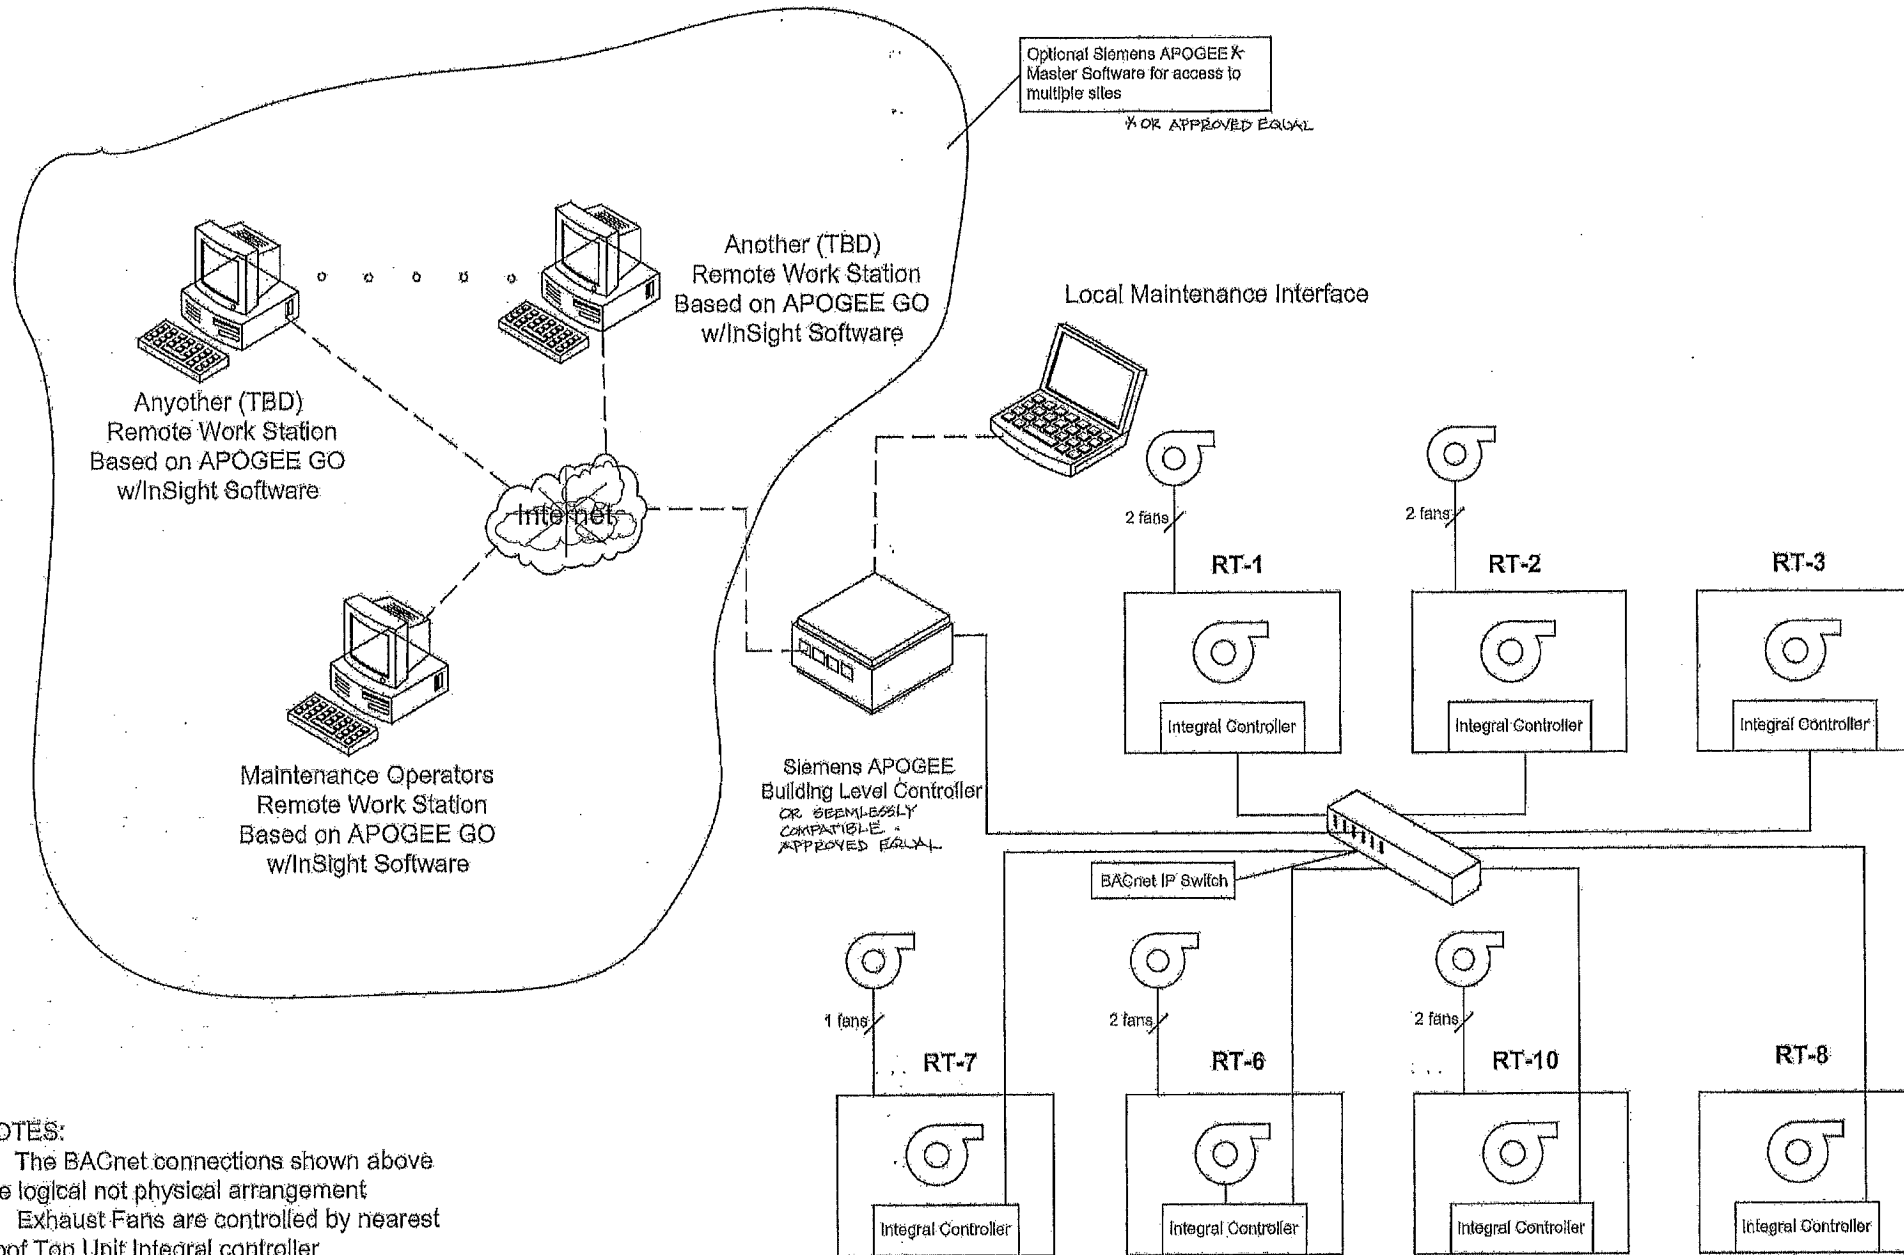 Optional Siemens APOGEE *
Master Software for access to
multiple sites
* OR APPROVED EQUAL
Another (TBD)
Remote Work Station
Based on APOGEE GO
w/InSight Software
Local Maintenance Interface
Anyother (TBD)
Remote Work Station
Based on APOGEE GO
w/InSight Software
Internet
2 fans
2 fans
RT-1
RT-2
RT-3
Integral Controller
Integral Controller
Integral Controller
Maintenance Operators
Remote Work Station
Based on APOGEE GO
w/InSight Software
Siemens APOGEE
Building Level Controller
OR SEEMLESSLY
COMPATIBLE
APPROVED EQUAL
BACnet IP Switch
1 fans
2 fans
2 fans
RT-7
RT-6
RT-10
RT-8
Integral Controller
Integral Controller
Integral Controller
Integral Controller
OTES:
The BACnet connections shown above
e logical not physical arrangement
Exhaust Fans are controlled by nearest
oof Top Unit Integral controller